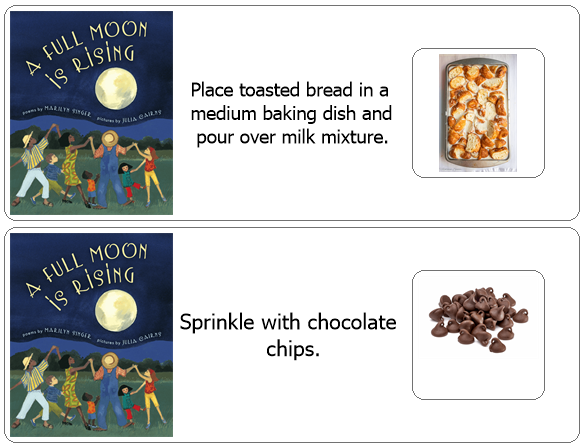 A FULL MOON
IS RISING
poems by MARILYN SINGER pictures by JULIA CAIRNS
Place toasted bread in a
medium baking dish and
pour over milk mixture.
A FULL MOON
IS RISING
poems by MARILYN SINGER pictures by JULIA CAIRNS
Sprinkle with chocolate
chips.